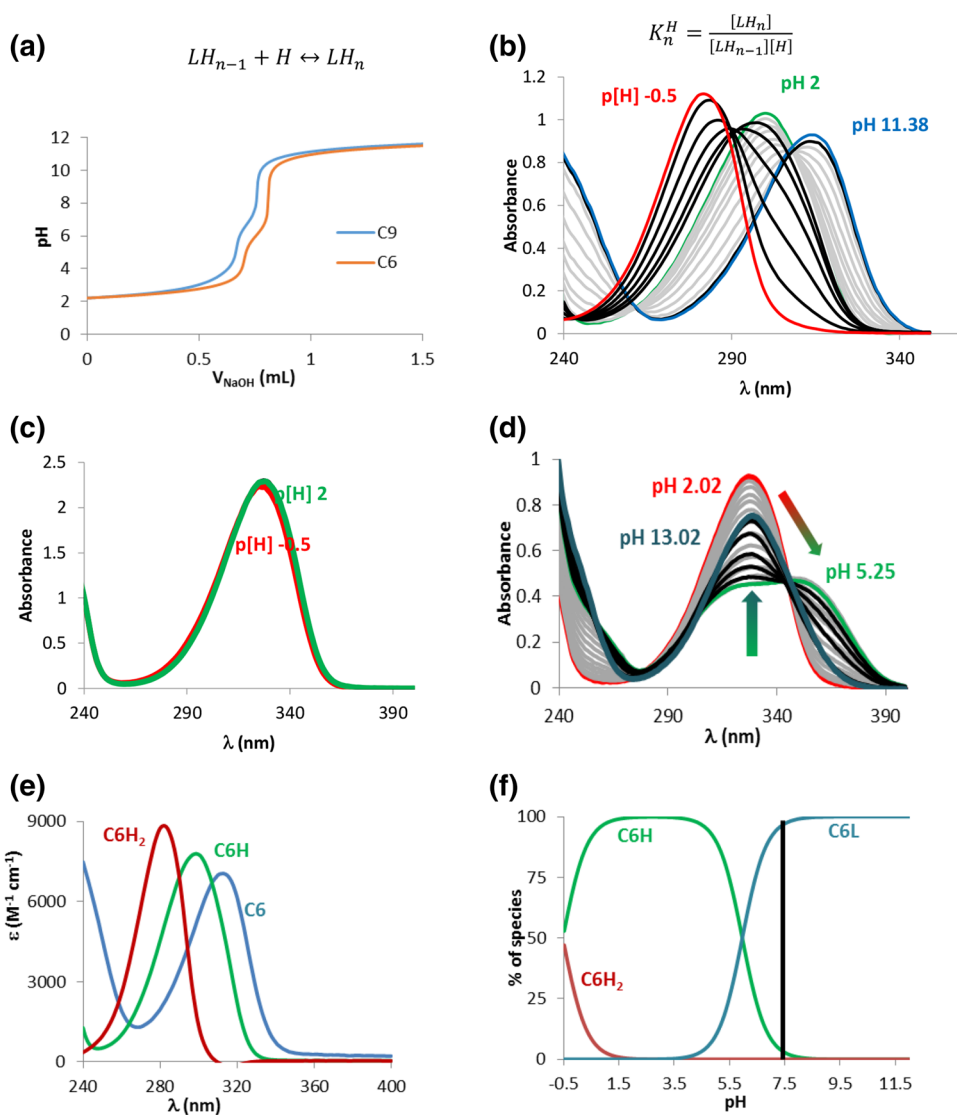 (a)
LHₙ₋₁ + H ↔ LHₙ
12
10
8
6
4
2
0
pH
C9
C6
0
0.5
1
1.5
V_NaOH (mL)
(b)
K_n^H = [LHₙ] / [LHₙ₋₁][H]
p[H] -0.5
pH 2
pH 11.38
1.2
1
0.8
0.6
0.4
0.2
0
Absorbance
240
290
340
λ (nm)
(c)
2.5
2
1.5
1
0.5
0
Absorbance
p[H] 2
p[H] -0.5
240
290
340
390
λ (nm)
(d)
1
0.8
0.6
0.4
0.2
0
Absorbance
pH 2.02
pH 13.02
pH 5.25
240
290
340
390
λ (nm)
(e)
9000
6000
3000
0
ε (M⁻¹ cm⁻¹)
C6H₂
C6H
C6
240
280
320
360
400
λ (nm)
(f)
100
75
50
25
0
% of species
C6H
C6L
C6H₂
-0.5
1.5
3.5
5.5
7.5
9.5
11.5
pH